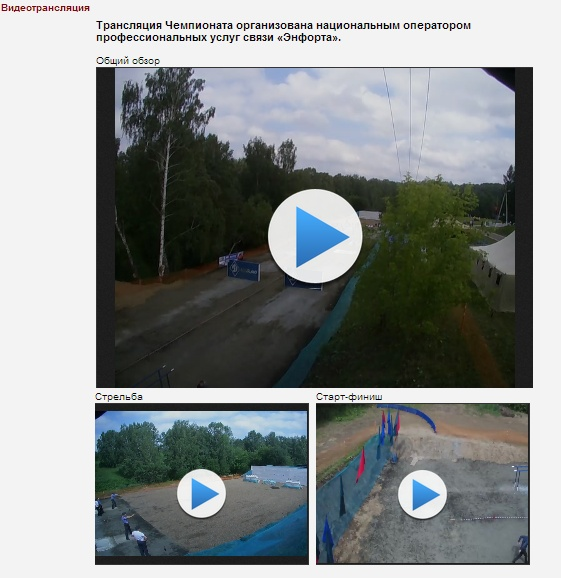 Видеотрансляция
Трансляция Чемпионата организована национальным оператором
профессиональных услуг связи «Энфорта».
Общий обзор
Стрельба
Старт-финиш